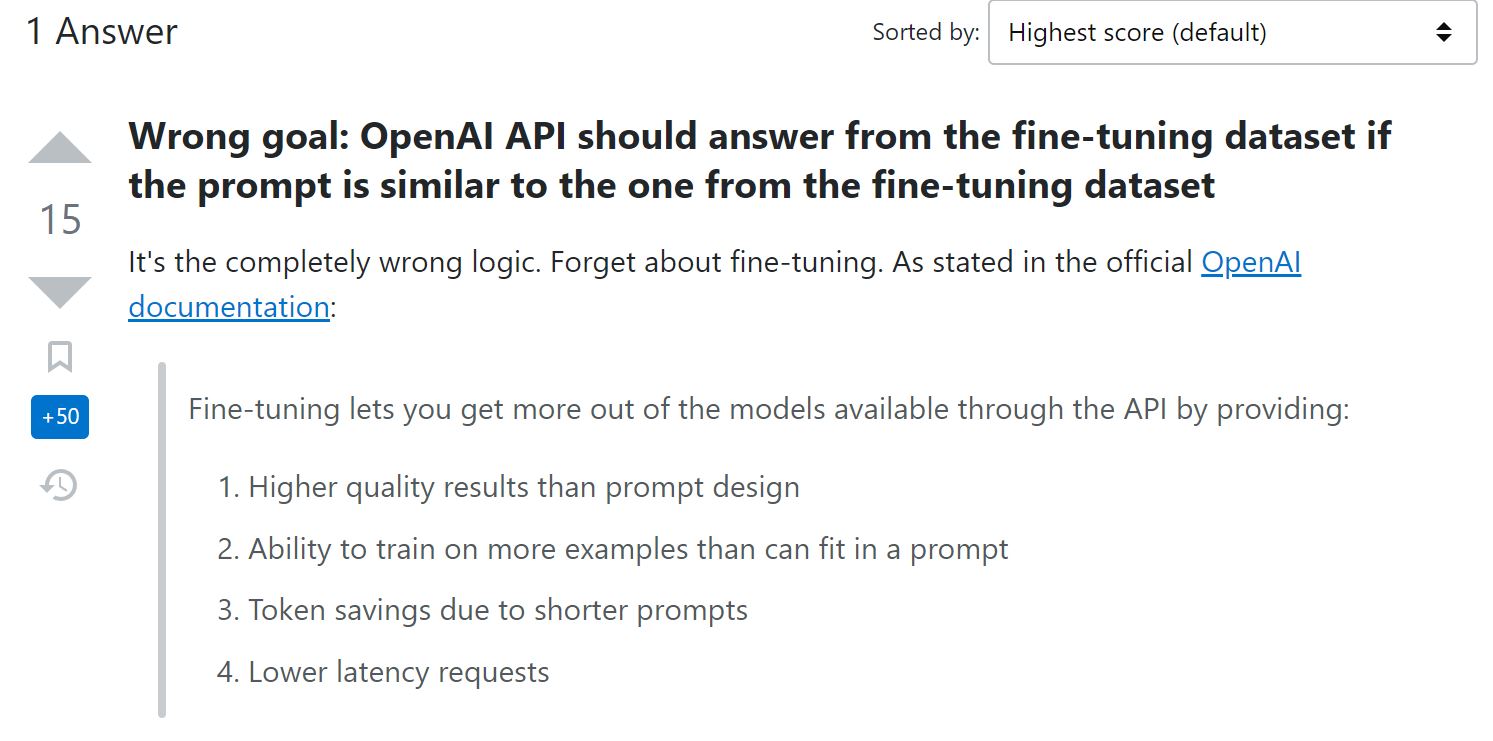 1 Answer
Sorted by:
Highest score (default)
Wrong goal: OpenAI API should answer from the fine-tuning dataset if
the prompt is similar to the one from the fine-tuning dataset
15
It's the completely wrong logic. Forget about fine-tuning. As stated in the official OpenAI
documentation:
+50
Fine-tuning lets you get more out of the models available through the API by providing:
1. Higher quality results than prompt design
2. Ability to train on more examples than can fit in a prompt
3. Token savings due to shorter prompts
4. Lower latency requests